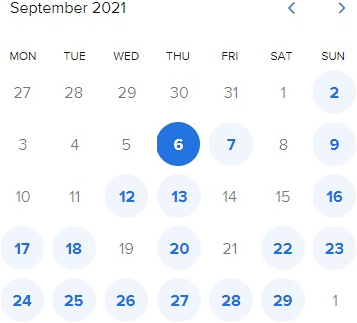 September 2021
MON TUE WED THU FRI SAT SUN
27 28 29 30 31 1 2
3 4 5 6 7 8 9
10 11 12 13 14 15 16
17 18 19 20 21 22 23
24 25 26 27 28 29 1